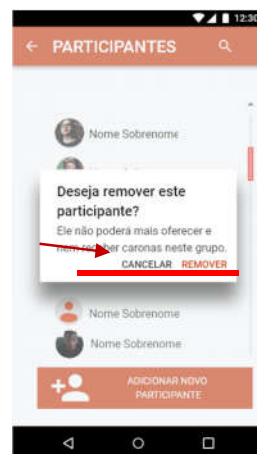 12:30
PARTICIPANTES
Nome Sobrenome
Deseja remover este
participante?
Ele não poderá mais oferecer e
nem receber caronas neste grupo.
CANCELAR REMOVER
Nome Sobrenome
Nome Sobrenome
ADICIONAR NOVO
PARTICIPANTE